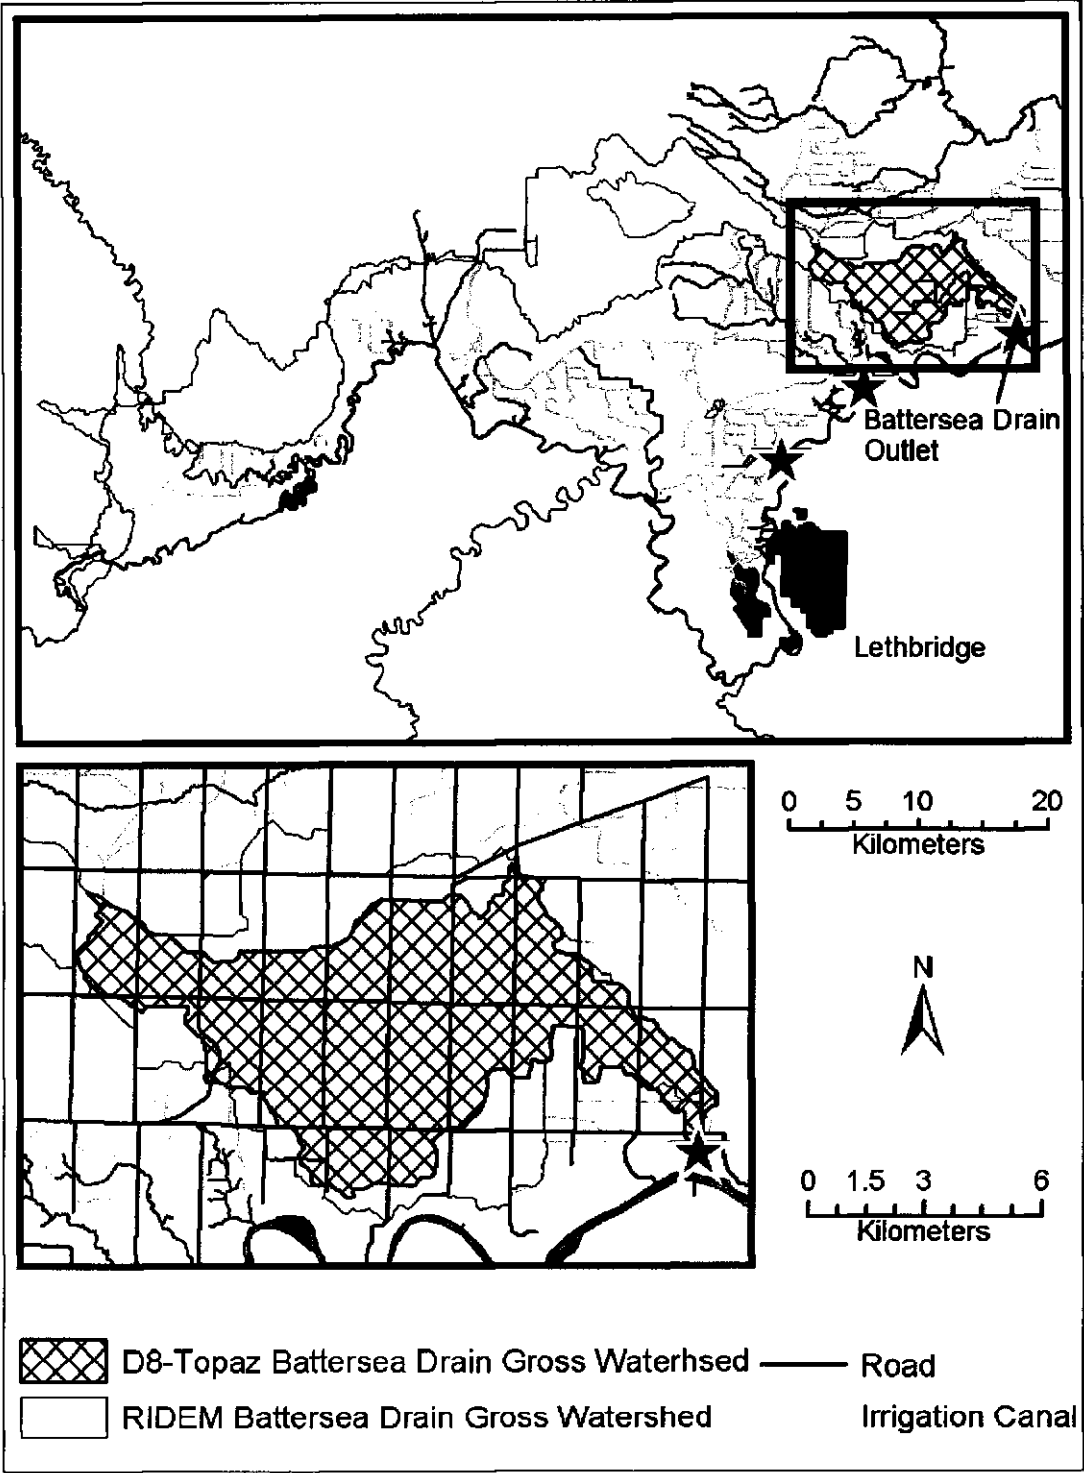 Battersea Drain
Outlet
Lethbridge
0 5 10 20
Kilometers
N
0 1.5 3 6
Kilometers
D8-Topaz Battersea Drain Gross Waterhsed
Road
RIDEM Battersea Drain Gross Watershed
Irrigation Canal